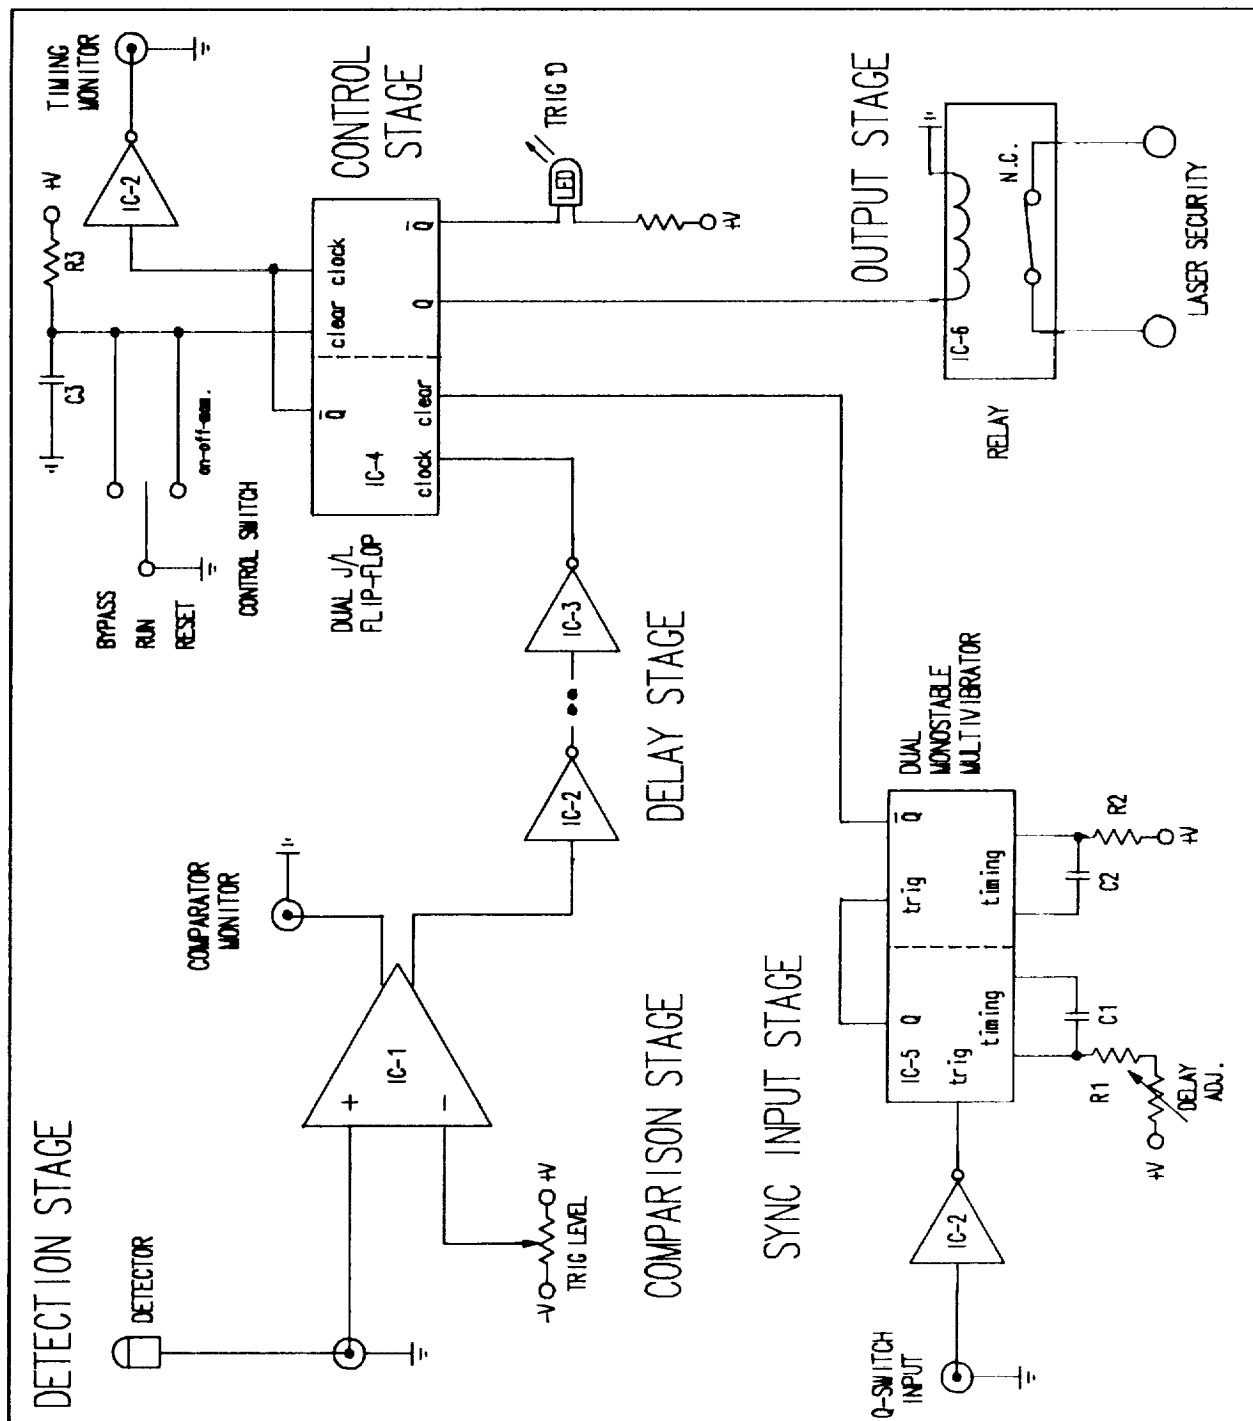 DETECTION STAGE
DETECTOR
-V
+V
TRIG LEVEL
+
−
IC-1
COMPARATOR
MONITOR
COMPARISON STAGE
IC-2
IC-3
DELAY STAGE
BYPASS
RUN
RESET
on-off-mom.
CONTROL SWITCH
C3
R3
+V
TIMING
MONITOR
IC-2
DUAL J/L
FLIP-FLOP
IC-4
Q̅
clear
clock
clock
clear
Q
Q̅
CONTROL
STAGE
LED
TRIG'D
+V
SYNC INPUT STAGE
Q-SWITCH
INPUT
IC-2
IC-5
Q
trig
Q̅
trig
timing
timing
DUAL
MONOSTABLE
MULTIVIBRATOR
C1
R1
+V
DELAY
ADJ.
C2
R2
+V
OUTPUT STAGE
RELAY
IC-6
N.C.
LASER SECURITY